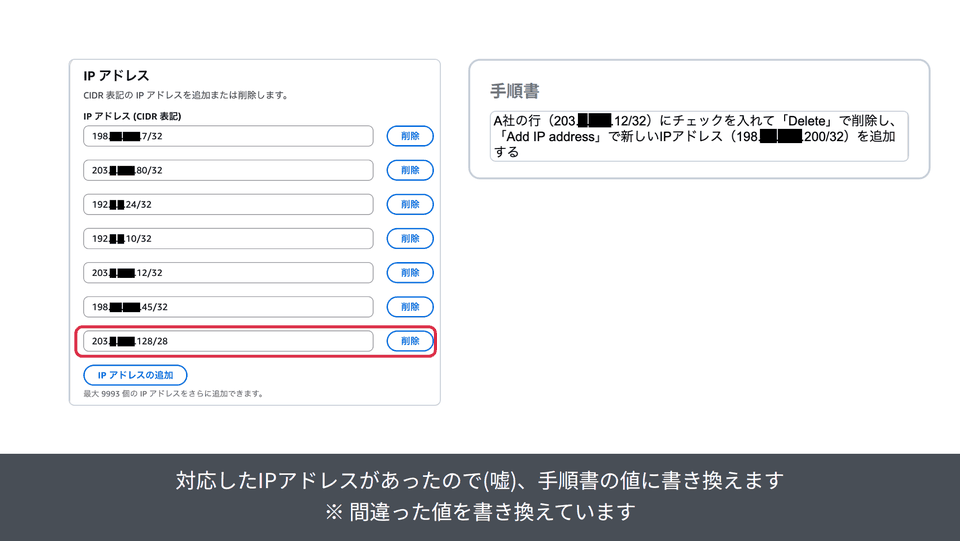 IP アドレス
CIDR 表記の IP アドレスを追加または削除します。
IP アドレス (CIDR 表記)
198. . .7/32 削除
203. . .80/32 削除
192. . .24/32 削除
192. . .10/32 削除
203. . .12/32 削除
198. . .45/32 削除
203. . .128/28 削除
IP アドレスの追加
最大 9993 個の IP アドレスをさらに追加できます。
手順書
A社の行（203. . .12/32）にチェックを入れて「Delete」で削除し、
「Add IP address」で新しいIPアドレス（198. . .200/32）を追加
する
対応したIPアドレスがあったので(嘘)、手順書の値に書き換えます
※ 間違った値を書き換えています